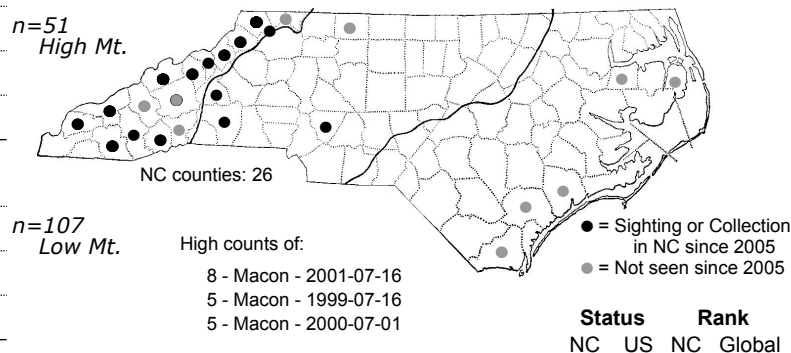 n=51
High Mt.
NC counties: 26
n=107
Low Mt.
High counts of:
8 - Macon - 2001-07-16
5 - Macon - 1999-07-16
5 - Macon - 2000-07-01
= Sighting or Collection
in NC since 2005
= Not seen since 2005
Status Rank
NC US NC Global